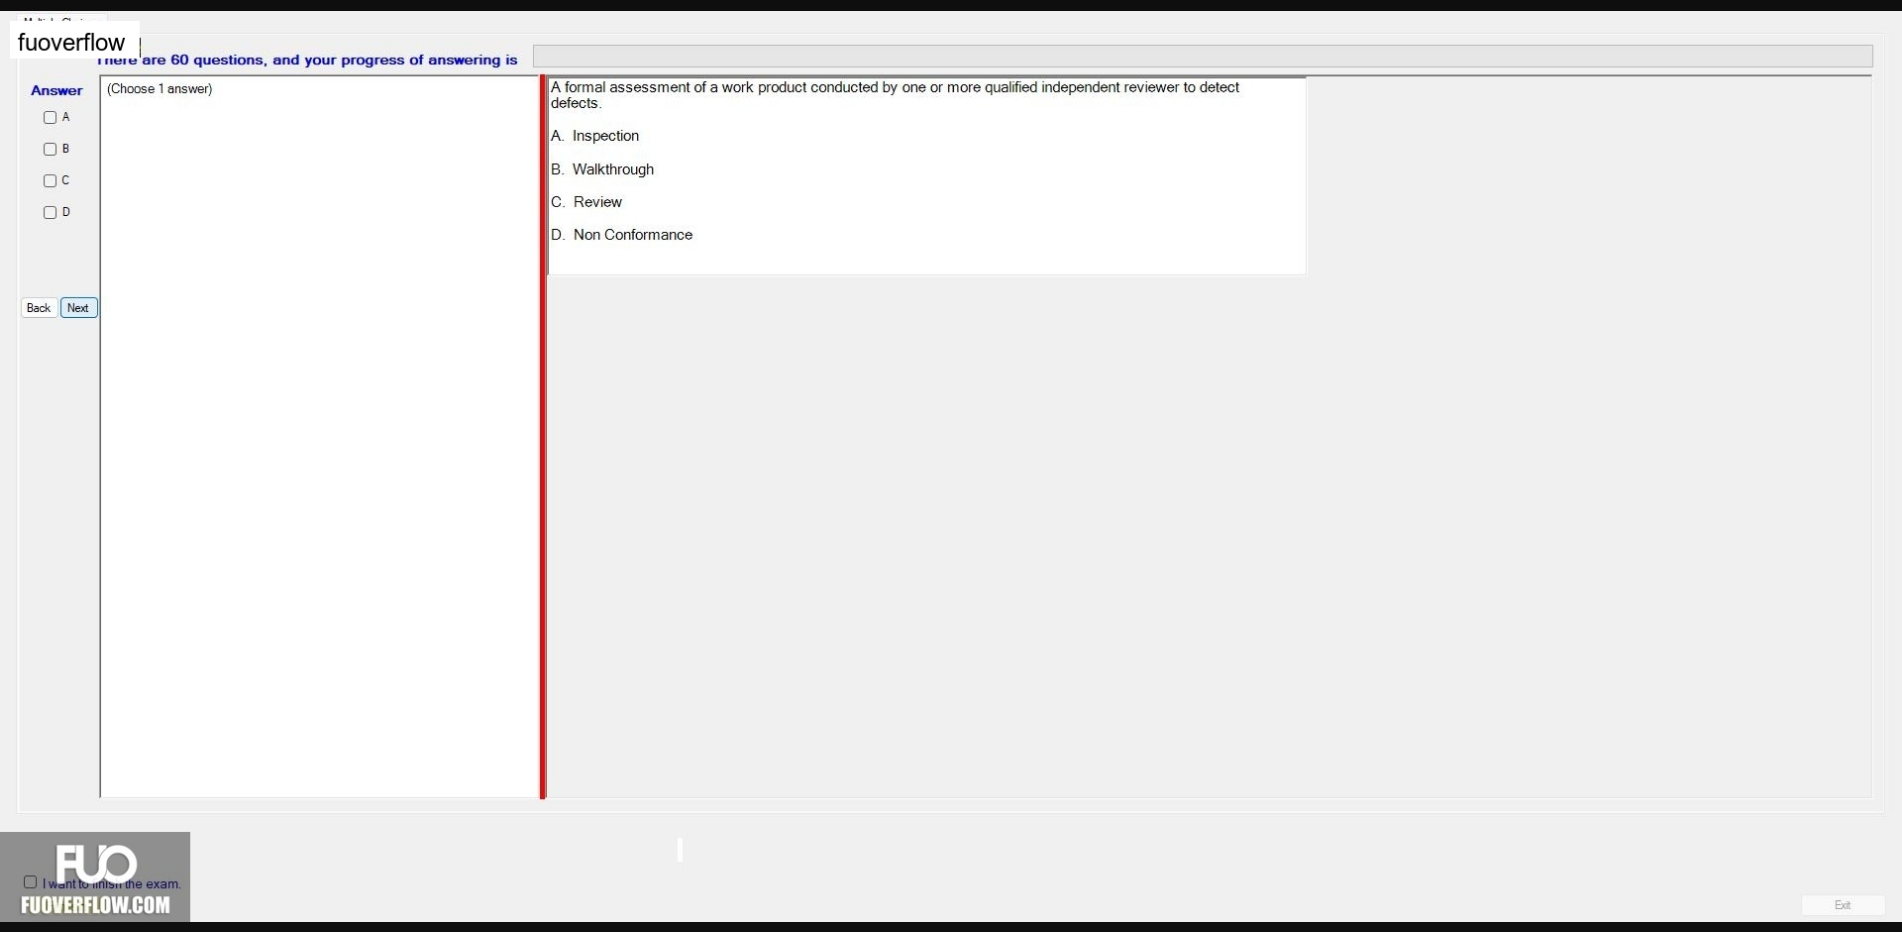 fuoverflow
There are 60 questions, and your progress of answering is
Answer
(Choose 1 answer)
A
B
C
D
Back
Next
A formal assessment of a work product conducted by one or more qualified independent reviewer to detect
defects.
A. Inspection
B. Walkthrough
C. Review
D. Non Conformance
FUO
I want to finish the exam.
FUOVERFLOW.COM
Exit